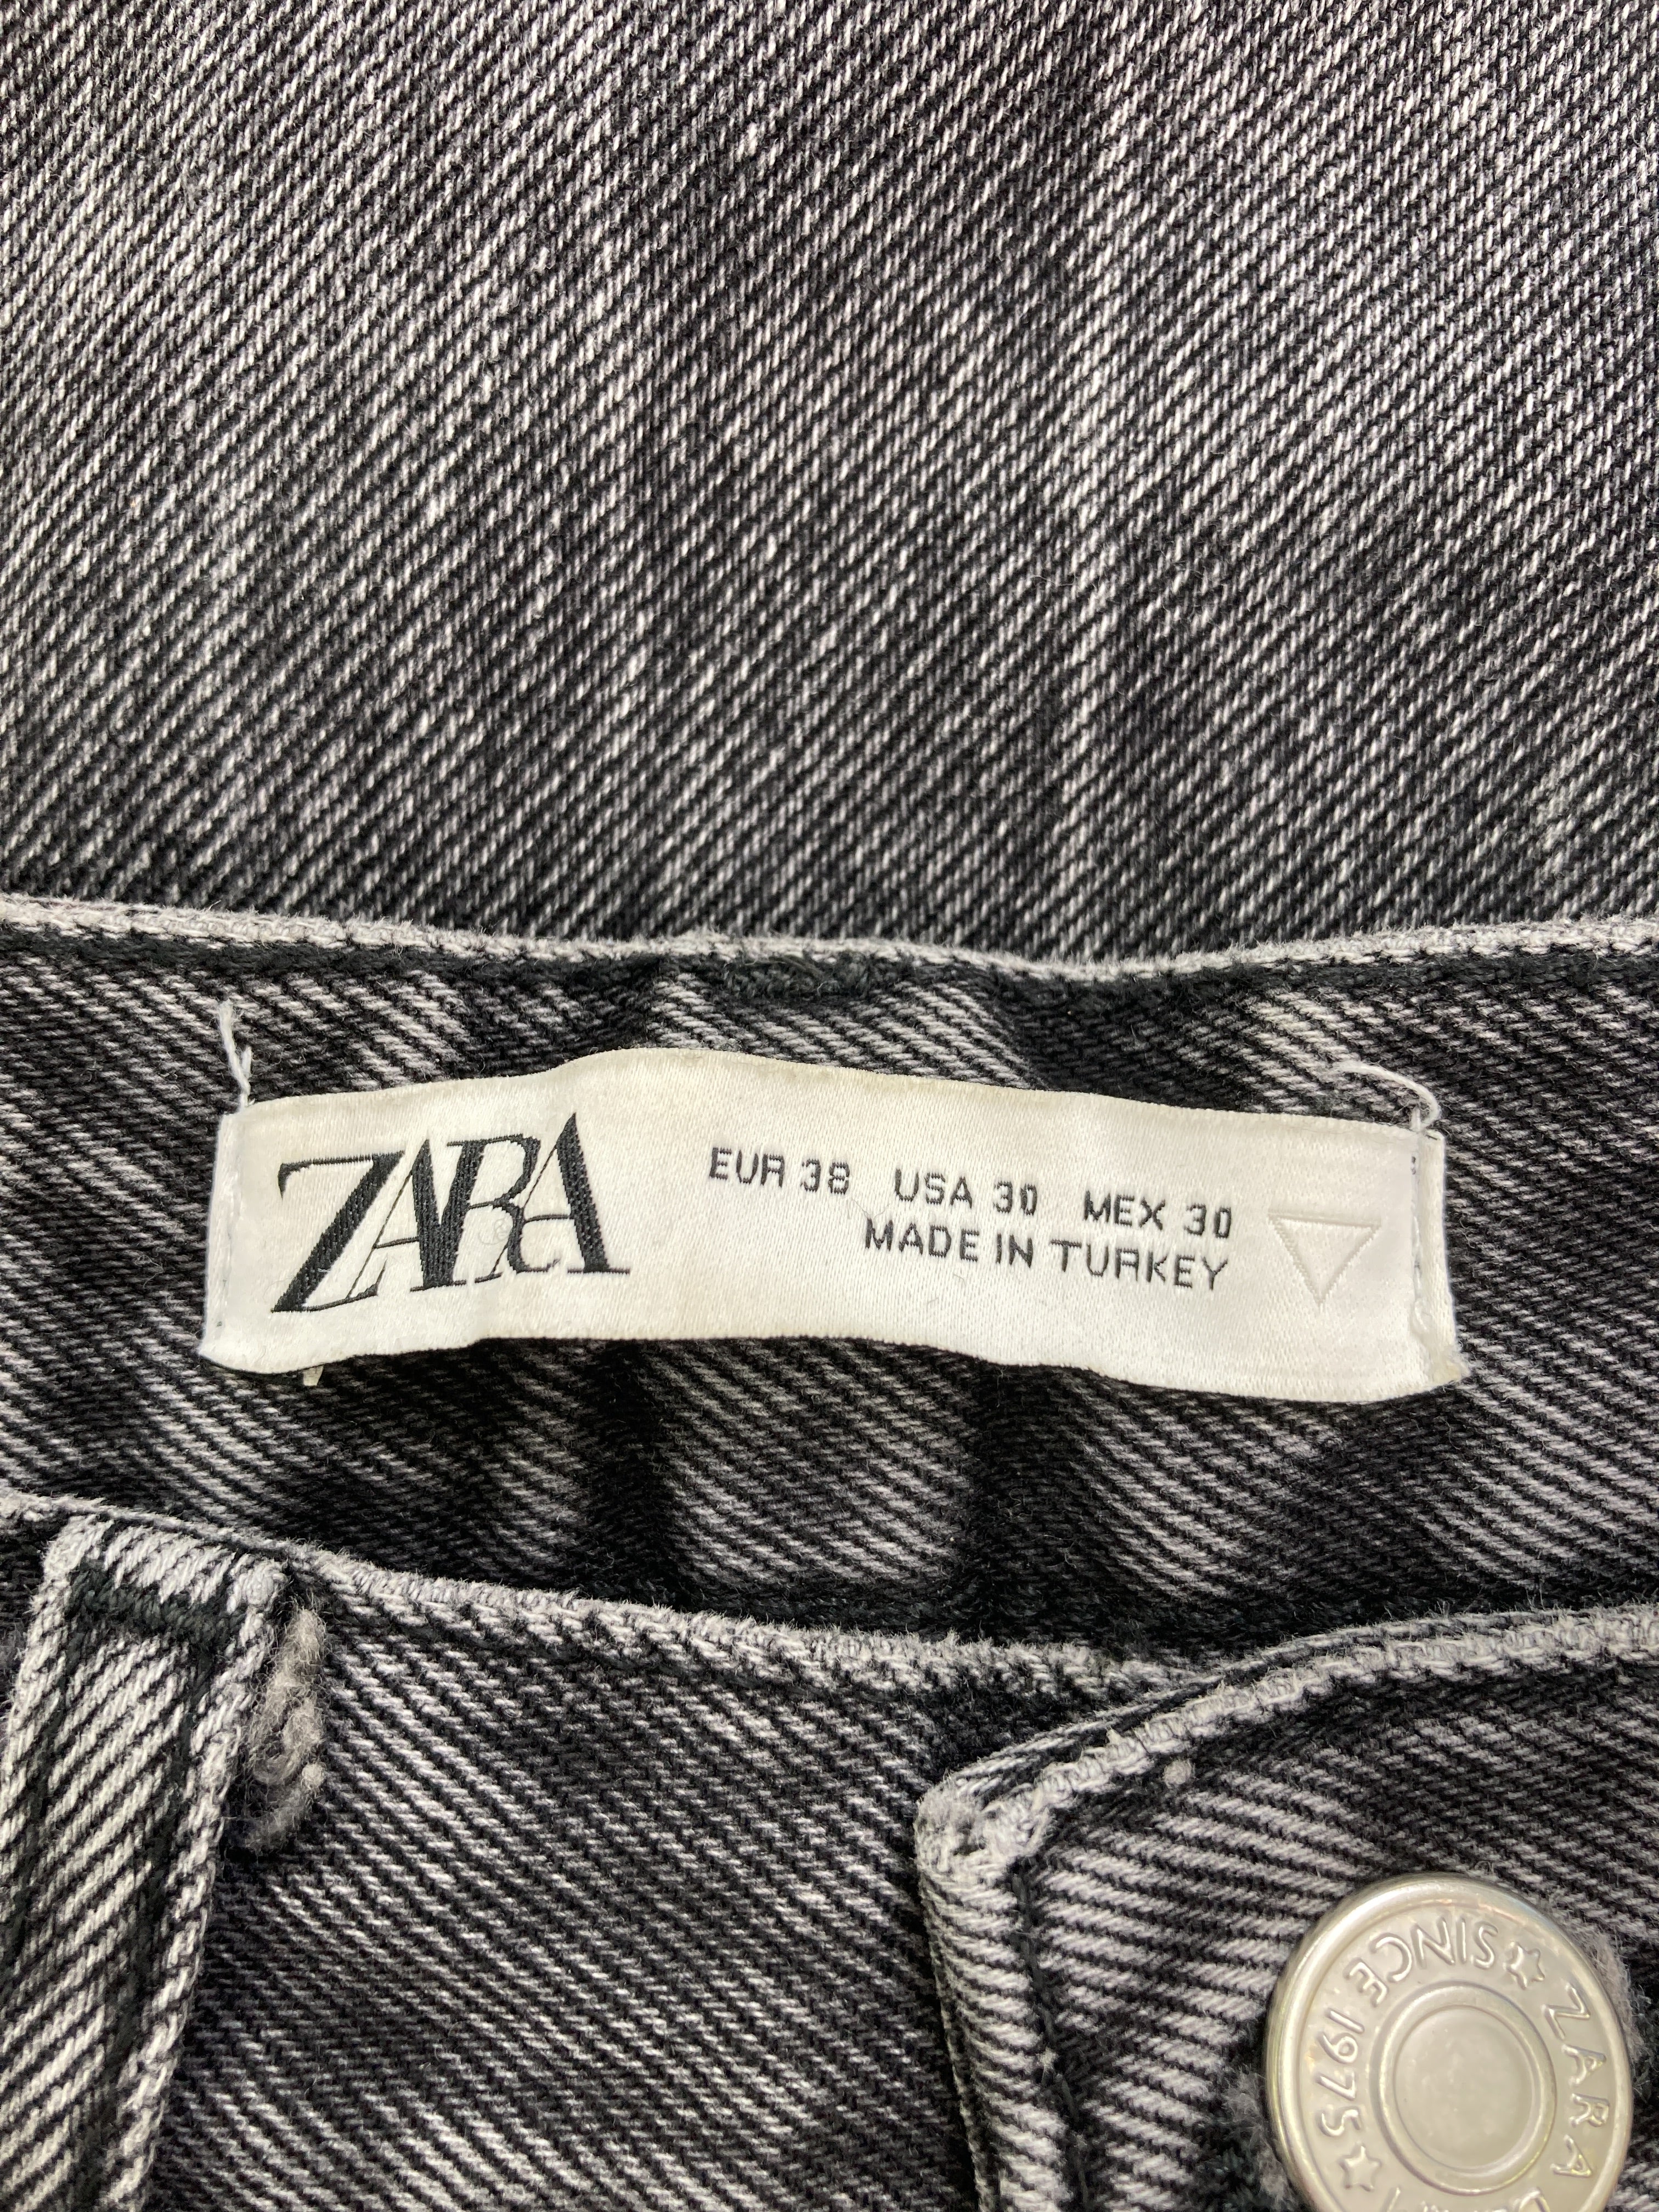 ZARA
EUR 38 USA 30 MEX 30
MADE IN TURKEY
SINCE 1975
ZARA